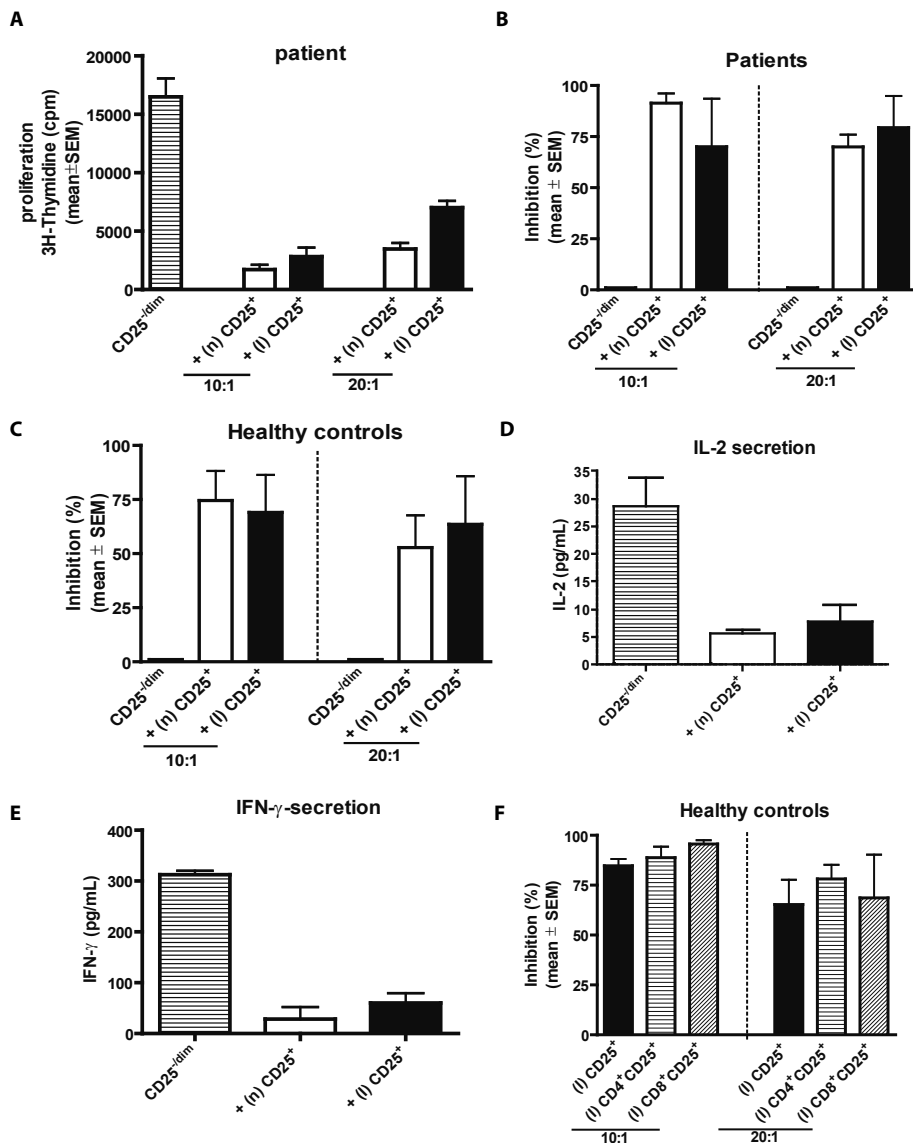 A
patient
proliferation
3H-Thymidine (cpm)
(mean±SEM)
20000
15000
10000
5000
0
CD25-/dim
+ (n) CD25+
+ (l) CD25+
+ (n) CD25+
+ (l) CD25+
10:1
20:1
B
Patients
Inhibition (%)
(mean ± SEM)
100
75
50
25
0
CD25-/dim
+ (n) CD25+
+ (l) CD25+
CD25-/dim
+ (n) CD25+
+ (l) CD25+
10:1
20:1
C
Healthy controls
Inhibition (%)
(mean ± SEM)
100
75
50
25
0
CD25-/dim
+ (n) CD25+
+ (l) CD25+
CD25-/dim
+ (n) CD25+
+ (l) CD25+
10:1
20:1
D
IL-2 secretion
IL-2 (pg/mL)
35
30
25
20
15
10
5
0
CD25-/dim
+ (n) CD25+
+ (l) CD25+
E
IFN-γ-secretion
IFN-γ (pg/mL)
400
300
200
100
0
CD25-/dim
+ (n) CD25+
+ (l) CD25+
F
Healthy controls
Inhibition (%)
(mean ± SEM)
100
75
50
25
0
(l) CD25+
(l) CD4+CD25+
(l) CD8+CD25+
(l) CD25+
(l) CD4+CD25+
(l) CD8+CD25+
10:1
20:1